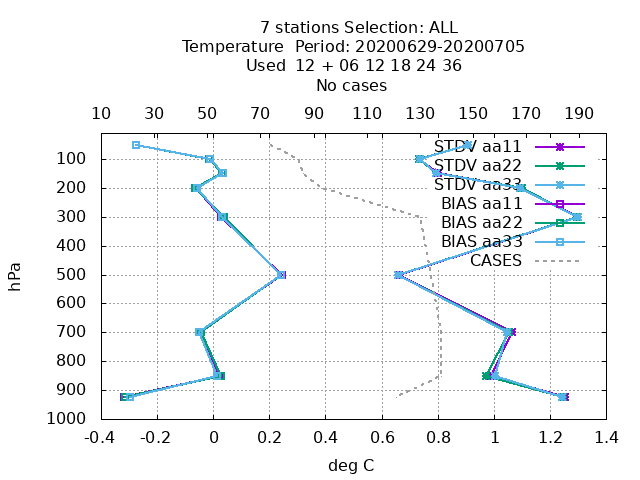 7 stations Selection: ALL
Temperature  Period: 20200629-20200705
Used  12 + 06 12 18 24 36
No cases
10 30 50 70 90 110 130 150 170 190
STDV aa11
STDV aa22
STDV aa33
BIAS aa11
BIAS aa22
BIAS aa33
CASES
100
200
300
400
500
600
700
800
900
1000
hPa
-0.4 -0.2 0 0.2 0.4 0.6 0.8 1 1.2 1.4
deg C